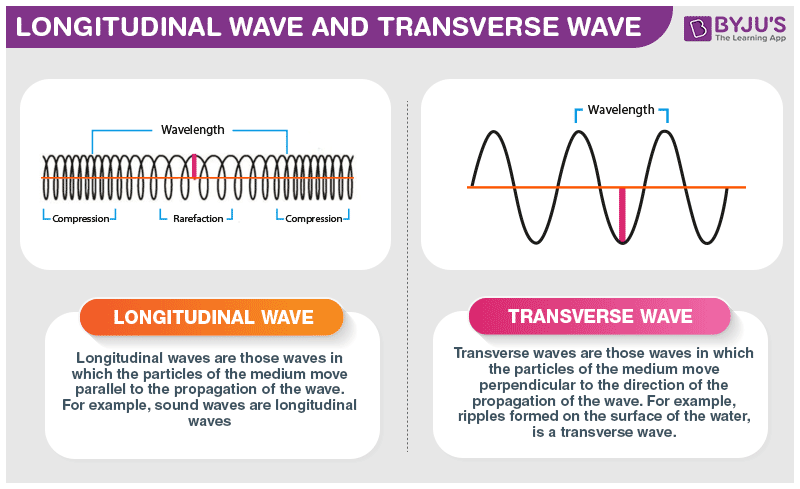 LONGITUDINAL WAVE AND TRANSVERSE WAVE
BYJU'S
The Learning App
Wavelength
Compression
Rarefaction
Compression
Wavelength
LONGITUDINAL WAVE
Longitudinal waves are those waves in
which the particles of the medium move
parallel to the propagation of the wave.
For example, sound waves are longitudinal
waves
TRANSVERSE WAVE
Transverse waves are those waves in which
the particles of the medium move
perpendicular to the direction of the
propagation of the wave. For example,
ripples formed on the surface of the water,
is a transverse wave.